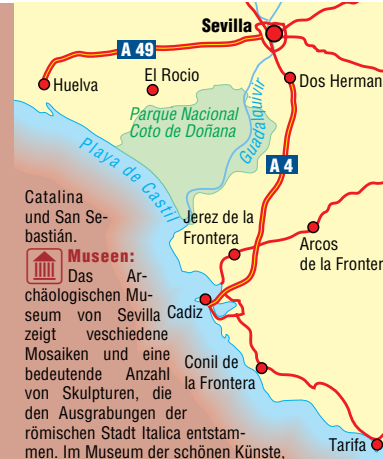 Sevilla
A 49
Huelva
El Rocio
Dos Herman
Parque Nacional
Coto de Doñana
Guadalquivir
Playa de Castil
A 4
Jerez de la
Frontera
Arcos
de la Fronter
Cadiz
Conil de
la Frontera
Tarifa
Catalina
und San Se-
bastián.
Museen:
Das Ar-
chäologischen Mu-
seum von Sevilla
zeigt veschiedene
Mosaiken und eine
bedeutende Anzahl
von Skulpturen, die
den Ausgrabungen der
römischen Stadt Italica entstam-
men. Im Museum der schönen Künste,